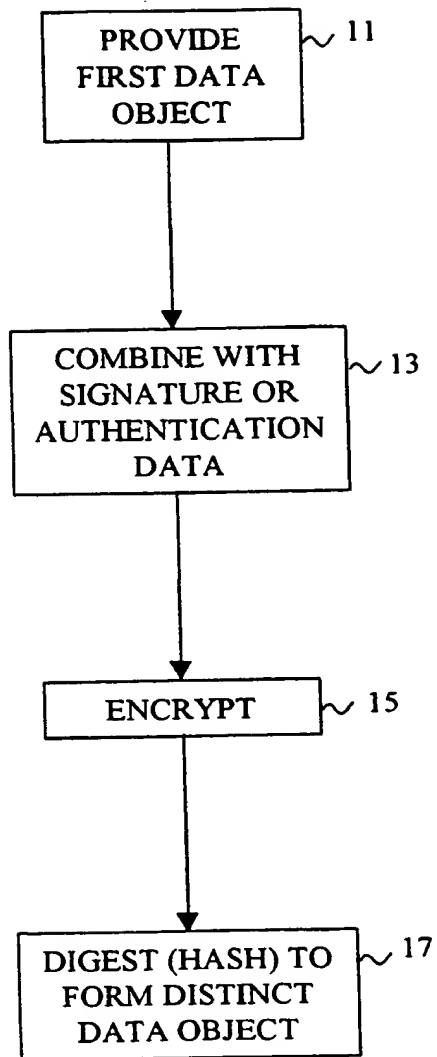 PROVIDE
FIRST DATA
OBJECT
11
COMBINE WITH
SIGNATURE OR
AUTHENTICATION
DATA
13
ENCRYPT
15
DIGEST (HASH) TO
FORM DISTINCT
DATA OBJECT
17